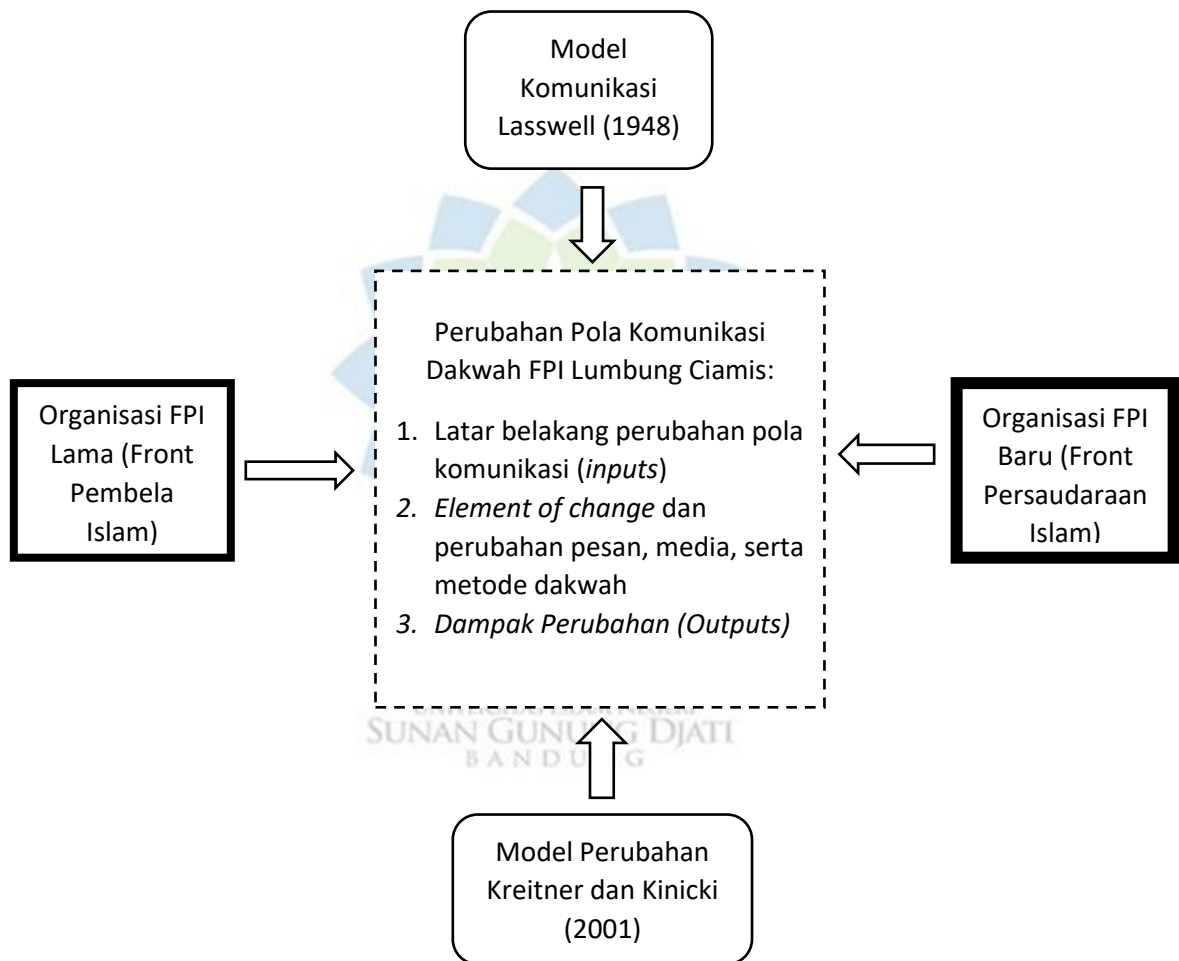 Model
Komunikasi
Lasswell (1948)
Perubahan Pola Komunikasi
Dakwah FPI Lumbung Ciamis:
1. Latar belakang perubahan pola
komunikasi (inputs)
2. Element of change dan
perubahan pesan, media, serta
metode dakwah
3. Dampak Perubahan (Outputs)
Organisasi FPI
Lama (Front
Pembela
Islam)
Organisasi FPI
Baru (Front
Persaudaraan
Islam)
SUNAN GUNUNG DJATI
BANDUNG
Model Perubahan
Kreitner dan Kinicki
(2001)